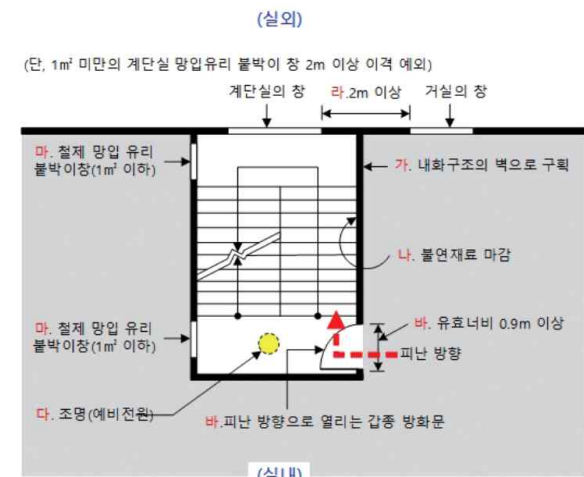 (실외)
(단, 1㎡ 미만의 계단실 망입유리 붙박이 창 2m 이상 이격 예외)
계단실의 창
라.2m 이상
거실의 창
마. 철제 망입 유리
붙박이창(1㎡ 이하)
가. 내화구조의 벽으로 구획
나. 불연재료 마감
마. 철제 망입 유리
붙박이창(1㎡ 이하)
바. 유효너비 0.9m 이상
피난 방향
다. 조명(예비전원)
바.피난 방향으로 열리는 갑종 방화문
(실내)